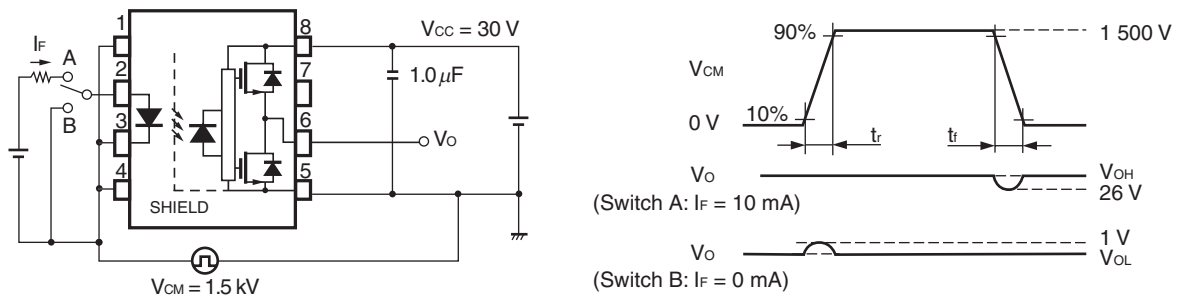 1
8
VCC = 30 V
IF
A
2
7
1.0 μF
B
3
6
VO
4
5
SHIELD
VCM = 1.5 kV
90%
1 500 V
VCM
10%
0 V
tr
tf
VO
VOH
26 V
(Switch A: IF = 10 mA)
1 V
VO
VOL
(Switch B: IF = 0 mA)